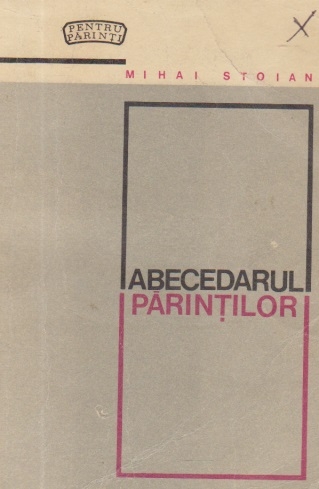 PENTRU
PĂRINȚI
MIHAI STOIAN
ABECEDARUL
PĂRINȚILOR